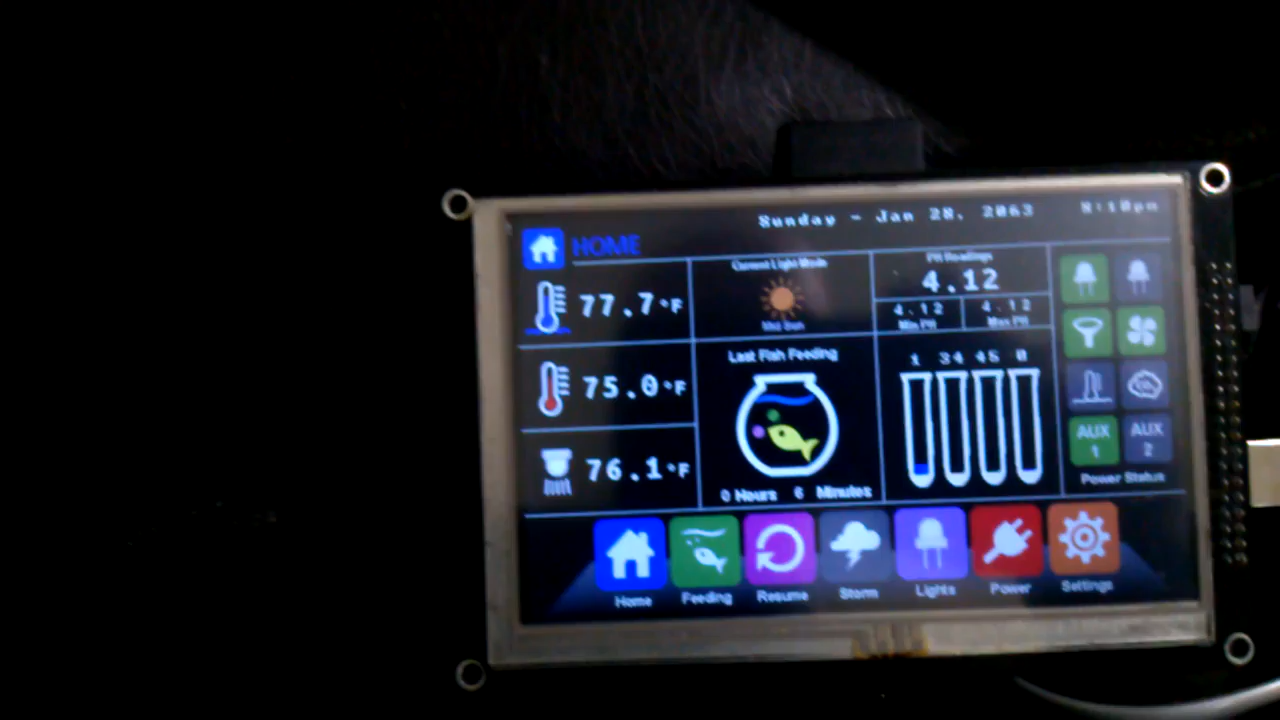 Sunday - Jan 28, 2063 8:10pm
HOME
77.7°F
75.0°F
76.1°F
Current Light Mode
Mid Sun
Last Fish Feeding
0 Hours 6 Minutes
PH Readings
4.12
4.12 4.12
Min PH Max PH
1 34 45 0
AUX 1
AUX 2
Power Status
Home Feeding Resume Storm Lights Power Settings